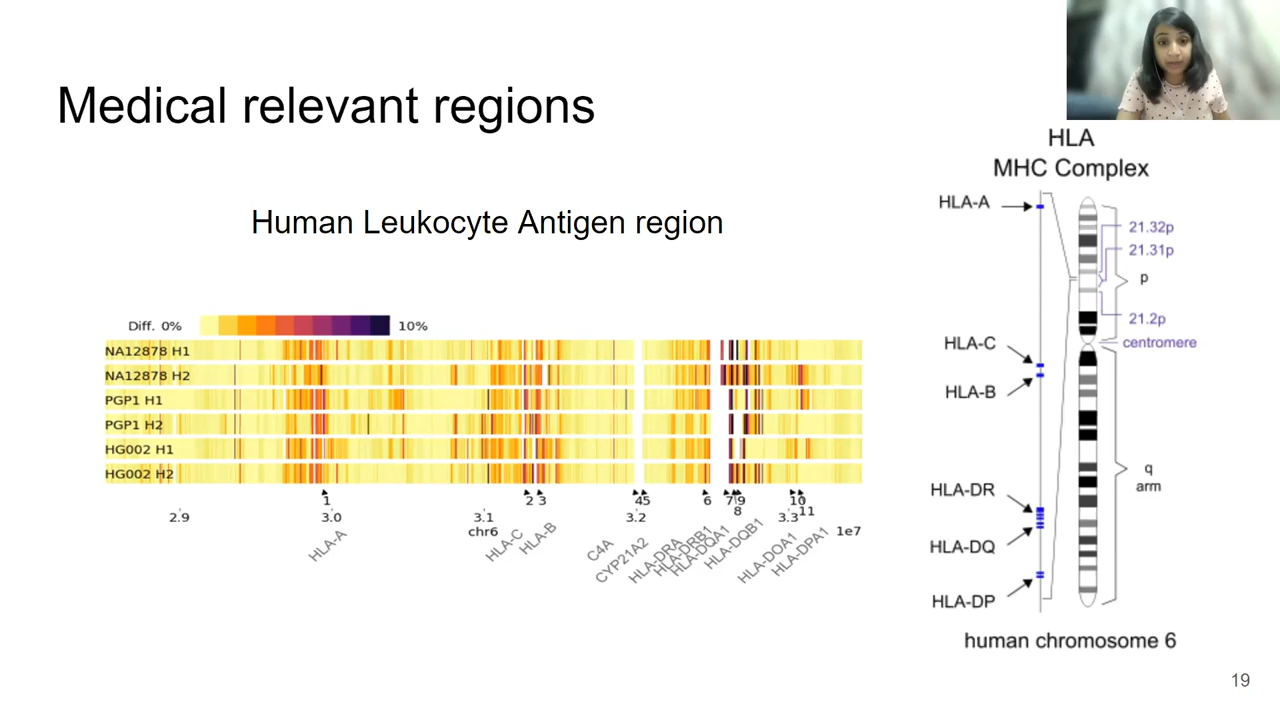 Medical relevant regions
Human Leukocyte Antigen region
Diff. 0%
10%
NA12878 H1
NA12878 H2
PGP1 H1
PGP1 H2
HG002 H1
HG002 H2
1
2 3
45
6
7 9
8
10
11
2.9
3.0
3.1
3.2
3.3
chr6
1e7
HLA-A
HLA-C
HLA-B
C4A
CYP21A2
HLA-DRA
HLA-DRB1
HLA-DQA1
HLA-DQB1
HLA-DOA1
HLA-DPA1
HLA
MHC Complex
HLA-A
HLA-C
HLA-B
HLA-DR
HLA-DQ
HLA-DP
21.32p
21.31p
p
21.2p
centromere
q
arm
human chromosome 6
19